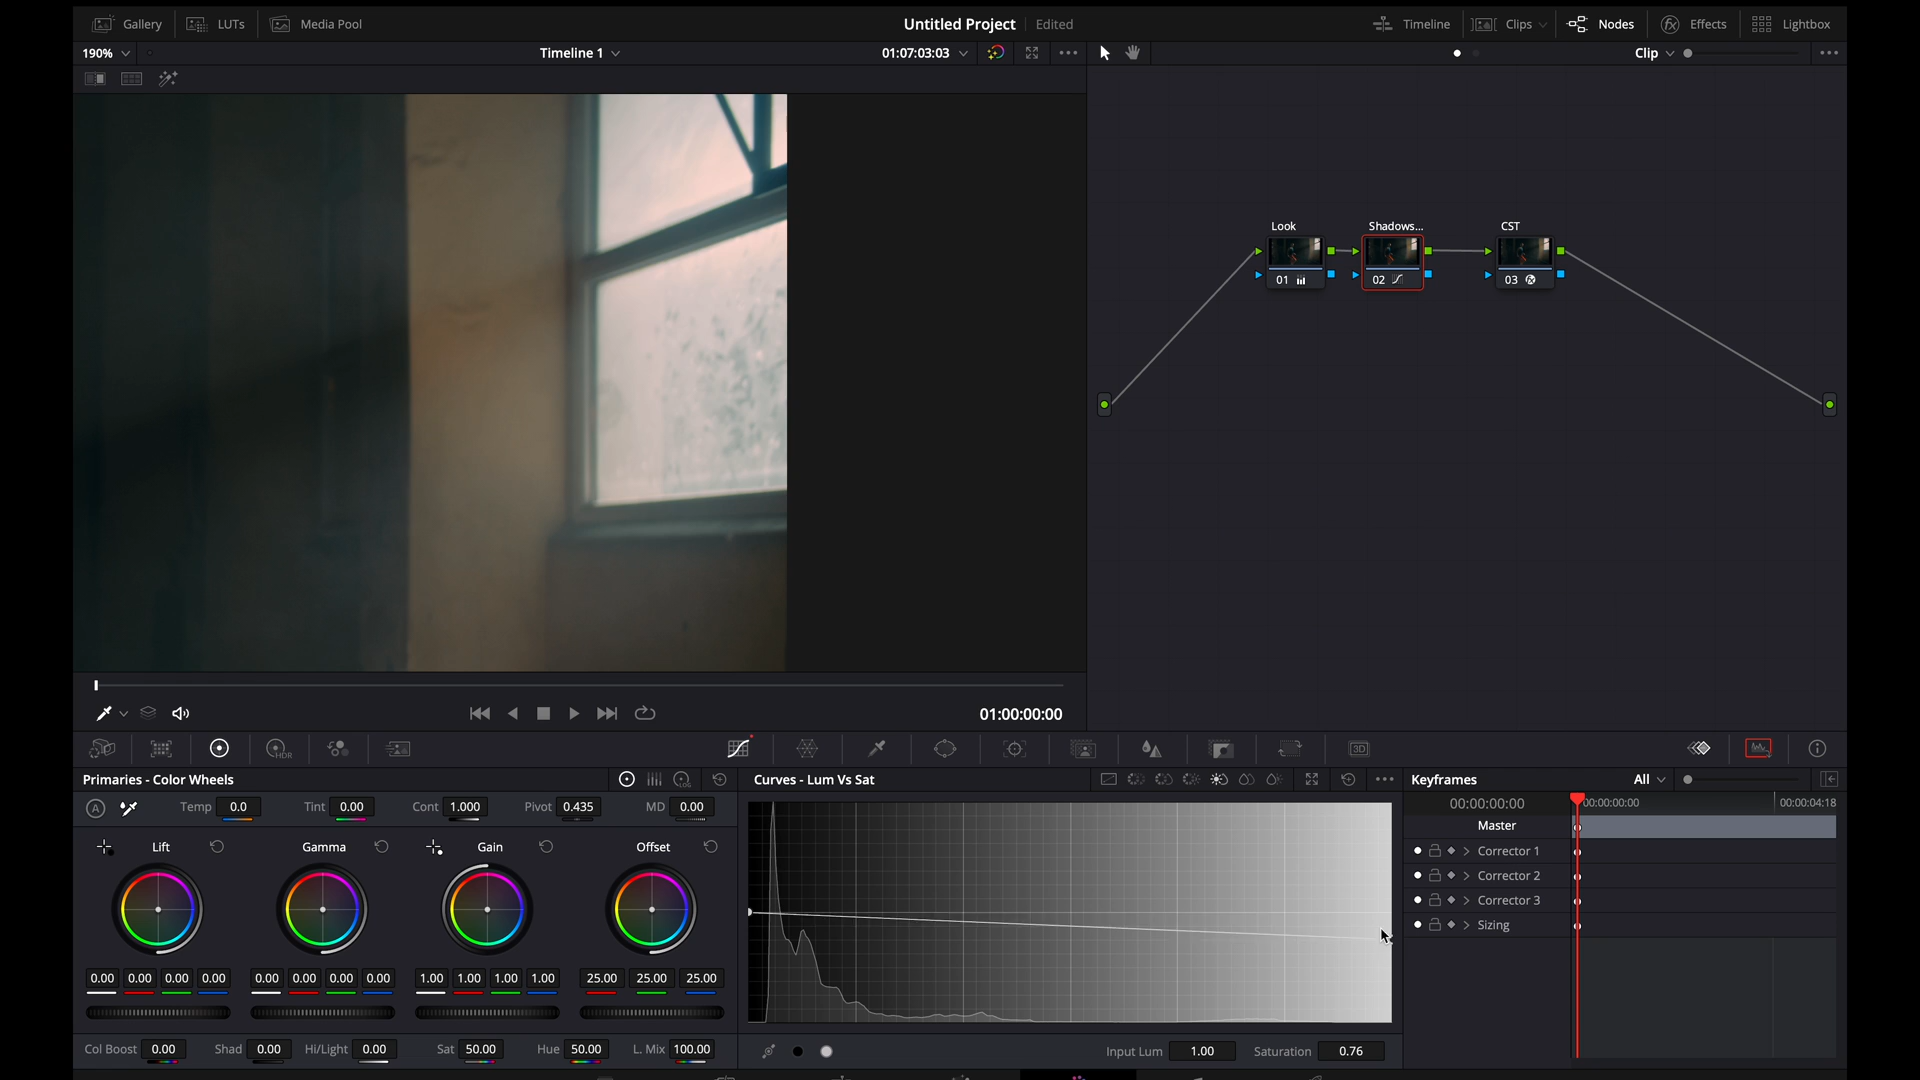 Gallery LUTs Media Pool Untitled Project Edited Timeline Clips Nodes Effects Lightbox
190% Timeline 1 01:07:03:03 Clip
Look Shadows... CST
01 02 03
01:00:00:00
HDR 3D
Primaries - Color Wheels Curves - Lum Vs Sat Keyframes All
LOG
A Temp 0.0 Tint 0.00 Cont 1.000 Pivot 0.435 MD 0.00 00:00:00:00 00:00:00:00 00:00:04:18
Master
Lift Gamma Gain Offset Corrector 1
Corrector 2
Corrector 3
Sizing
0.00 0.00 0.00 0.00 0.00 0.00 0.00 0.00 1.00 1.00 1.00 1.00 25.00 25.00 25.00
Col Boost 0.00 Shad 0.00 Hi/Light 0.00 Sat 50.00 Hue 50.00 L. Mix 100.00 Input Lum 1.00 Saturation 0.76